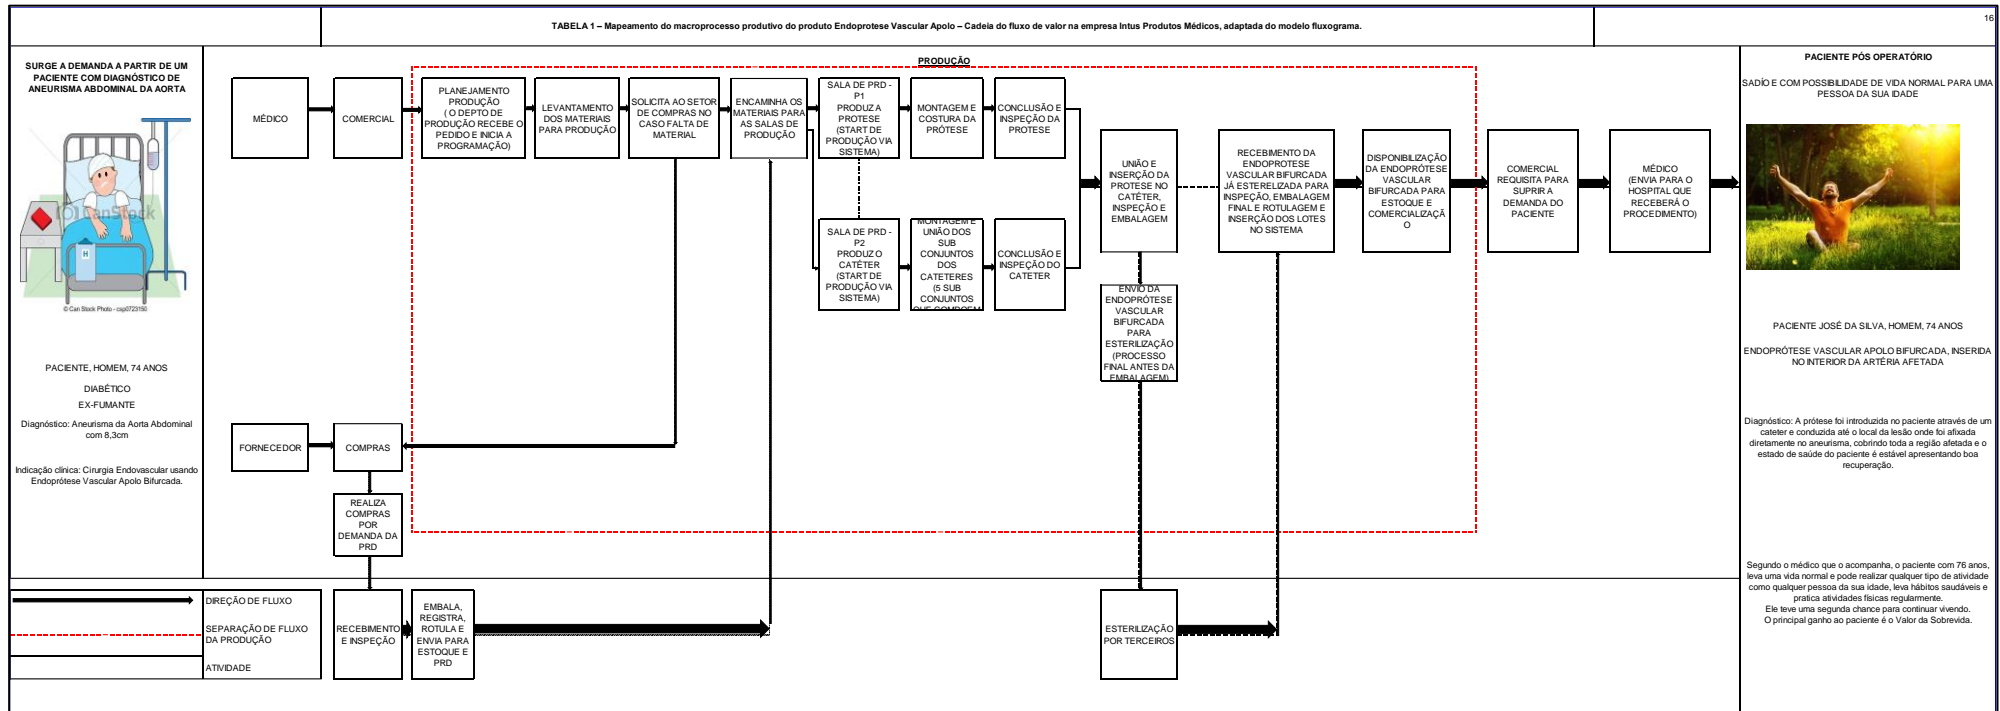 16
TABELA 1 – Mapeamento do macroprocesso produtivo do produto Endoprotese Vascular Apolo – Cadeia do fluxo de valor na empresa Intus Produtos Médicos, adaptada do modelo fluxograma.
SURGE A DEMANDA A PARTIR DE UM
PACIENTE COM DIAGNÓSTICO DE
ANEURISMA ABDOMINAL DA AORTA
CanStock
H
© Can Stock Photo - csp0723150
PACIENTE, HOMEM, 74 ANOS
DIABÉTICO
EX-FUMANTE
Diagnóstico: Aneurisma da Aorta Abdominal
com 8,3cm
Indicação clínica: Cirurgia Endovascular usando
Endoprótese Vascular Apolo Bifurcada.
PRODUÇÃO
MÉDICO
COMERCIAL
PLANEJAMENTO
PRODUÇÃO
( O DEPTO DE
PRODUÇÃO RECEBE O
PEDIDO E INICIA A
PROGRAMAÇÃO)
LEVANTAMENTO
DOS MATERIAIS
PARA PRODUÇÃO
SOLICITA AO SETOR
DE COMPRAS NO
CASO FALTA DE
MATERIAL
ENCAMINHA OS
MATERIAIS PARA
AS SALAS DE
PRODUÇÃO
SALA DE PRD -
P1
PRODUZ A
PROTESE
(START DE
PRODUÇÃO VIA
SISTEMA)
MONTAGEM E
COSTURA DA
PRÓTESE
CONCLUSÃO E
INSPEÇÃO DA
PROTESE
SALA DE PRD -
P2
PRODUZ O
CATÉTER
(START DE
PRODUÇÃO VIA
SISTEMA)
MONTAGEM E
UNIÃO DOS
SUB
CONJUNTOS
DOS
CATETERES
(5 SUB
CONJUNTOS
QUE COMPOEM
CONCLUSÃO E
INSPEÇÃO DO
CATETER
UNIÃO E
INSERÇÃO DA
PROTESE NO
CATÉTER,
INSPEÇÃO E
EMBALAGEM
ENVIO DA
ENDOPRÓTESE
VASCULAR
BIFURCADA
PARA
ESTERILIZAÇÃO
(PROCESSO
FINAL ANTES DA
EMBALAGEM)
RECEBIMENTO DA
ENDOPROTESE
VASCULAR BIFURCADA
JÁ ESTERELIZADA PARA
INSPEÇÃO, EMBALAGEM
FINAL E ROTULAGEM E
INSERÇÃO DOS LOTES
NO SISTEMA
DISPONIBILIZAÇÃO
DA ENDOPRÓTESE
VASCULAR
BIFURCADA PARA
ESTOQUE E
COMERCIALIZAÇÃ
O
COMERCIAL
REQUISITA PARA
SUPRIR A
DEMANDA DO
PACIENTE
MÉDICO
(ENVIA PARA O
HOSPITAL QUE
RECEBERÁ O
PROCEDIMENTO)
FORNECEDOR
COMPRAS
REALIZA
COMPRAS
POR
DEMANDA DA
PRD
RECEBIMENTO
E INSPEÇÃO
EMBALA,
REGISTRA,
ROTULA E
ENVIA PARA
ESTOQUE E
PRD
ESTERILIZAÇÃO
POR TERCEIROS
DIREÇÃO DE FLUXO
SEPARAÇÃO DE FLUXO
DA PRODUÇÃO
ATIVIDADE
PACIENTE PÓS OPERATÓRIO
SADÍO E COM POSSIBILIDADE DE VIDA NORMAL PARA UMA
PESSOA DA SUA IDADE
PACIENTE JOSÉ DA SILVA, HOMEM, 74 ANOS
ENDOPRÓTESE VASCULAR APOLO BIFURCADA, INSERIDA
NO INTERIOR DA ARTÉRIA AFETADA
Diagnóstico: A prótese foi introduzida no paciente através de um
cateter e conduzida até o local da lesão onde foi afixada
diretamente no aneurisma, cobrindo toda a região afetada e o
estado de saúde do paciente é estável apresentando boa
recuperação.
Segundo o médico que o acompanha, o paciente com 76 anos,
leva uma vida normal e pode realizar qualquer tipo de atividade
como qualquer pessoa da sua idade, leva hábitos saudáveis e
pratica atividades físicas regularmente.
Ele teve uma segunda chance para continuar vivendo.
O principal ganho ao paciente é o Valor da Sobrevida.